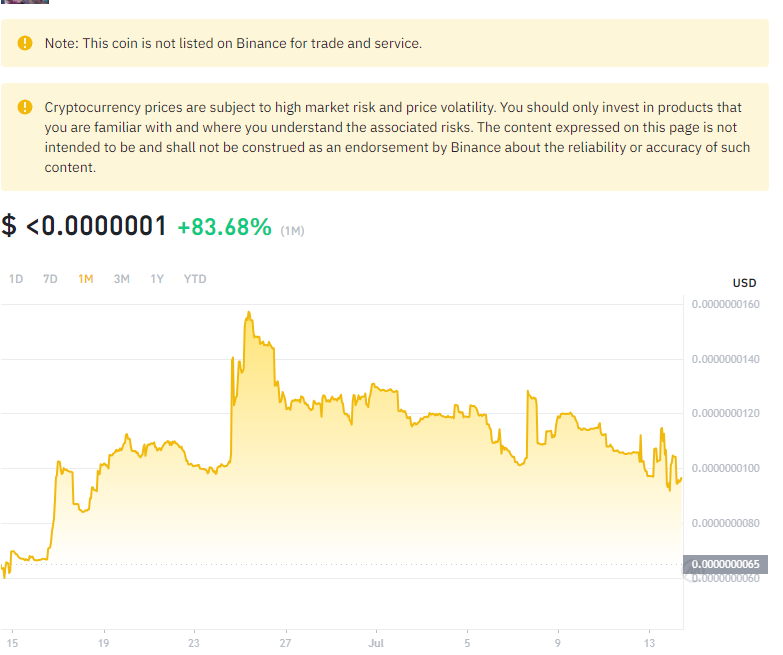 Note: This coin is not listed on Binance for trade and service.
Cryptocurrency prices are subject to high market risk and price volatility. You should only invest in products that
you are familiar with and where you understand the associated risks. The content expressed on this page is not
intended to be and shall not be construed as an endorsement by Binance about the reliability or accuracy of such
content.
$ <0.0000001 +83.68% (1M)
1D 7D 1M 3M 1Y YTD
USD
0.0000000160
0.0000000140
0.0000000120
0.0000000100
0.0000000080
0.0000000065
0.0000000060
15 19 23 27 Jul 5 9 13